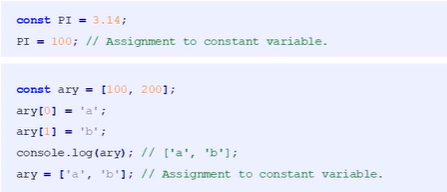 const PI = 3.14;
PI = 100; // Assignment to constant variable.
const ary = [100, 200];
ary[0] = 'a';
ary[1] = 'b';
console.log(ary); // ['a', 'b'];
ary = ['a', 'b']; // Assignment to constant variable.